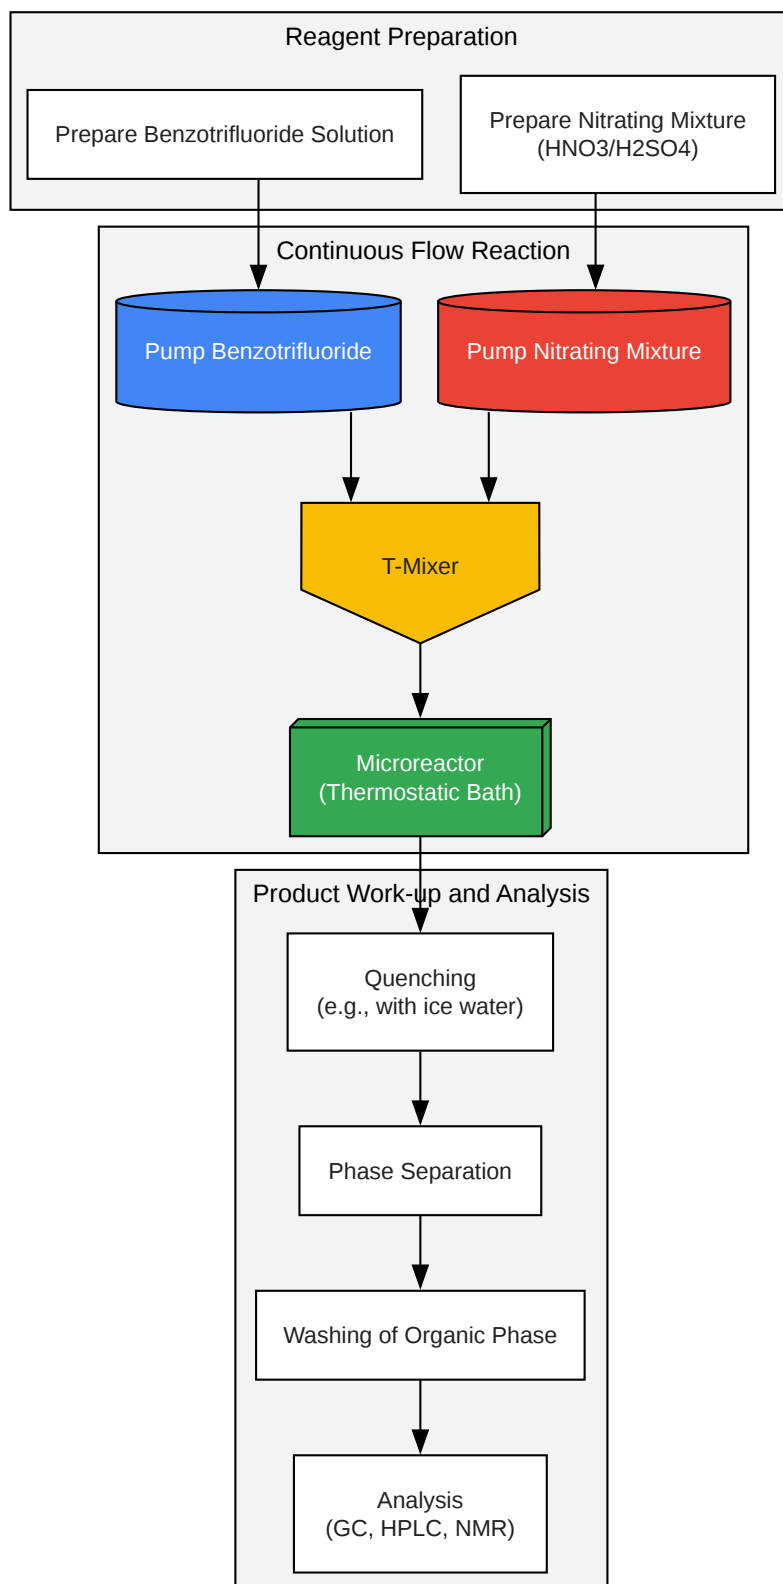 Reagent Preparation
Prepare Benzotrifluoride Solution
Prepare Nitrating Mixture
(HNO3/H2SO4)
Continuous Flow Reaction
Pump Benzotrifluoride
Pump Nitrating Mixture
T-Mixer
Microreactor
(Thermostatic Bath)
Product Work-up and Analysis
Quenching
(e.g., with ice water)
Phase Separation
Washing of Organic Phase
Analysis
(GC, HPLC, NMR)